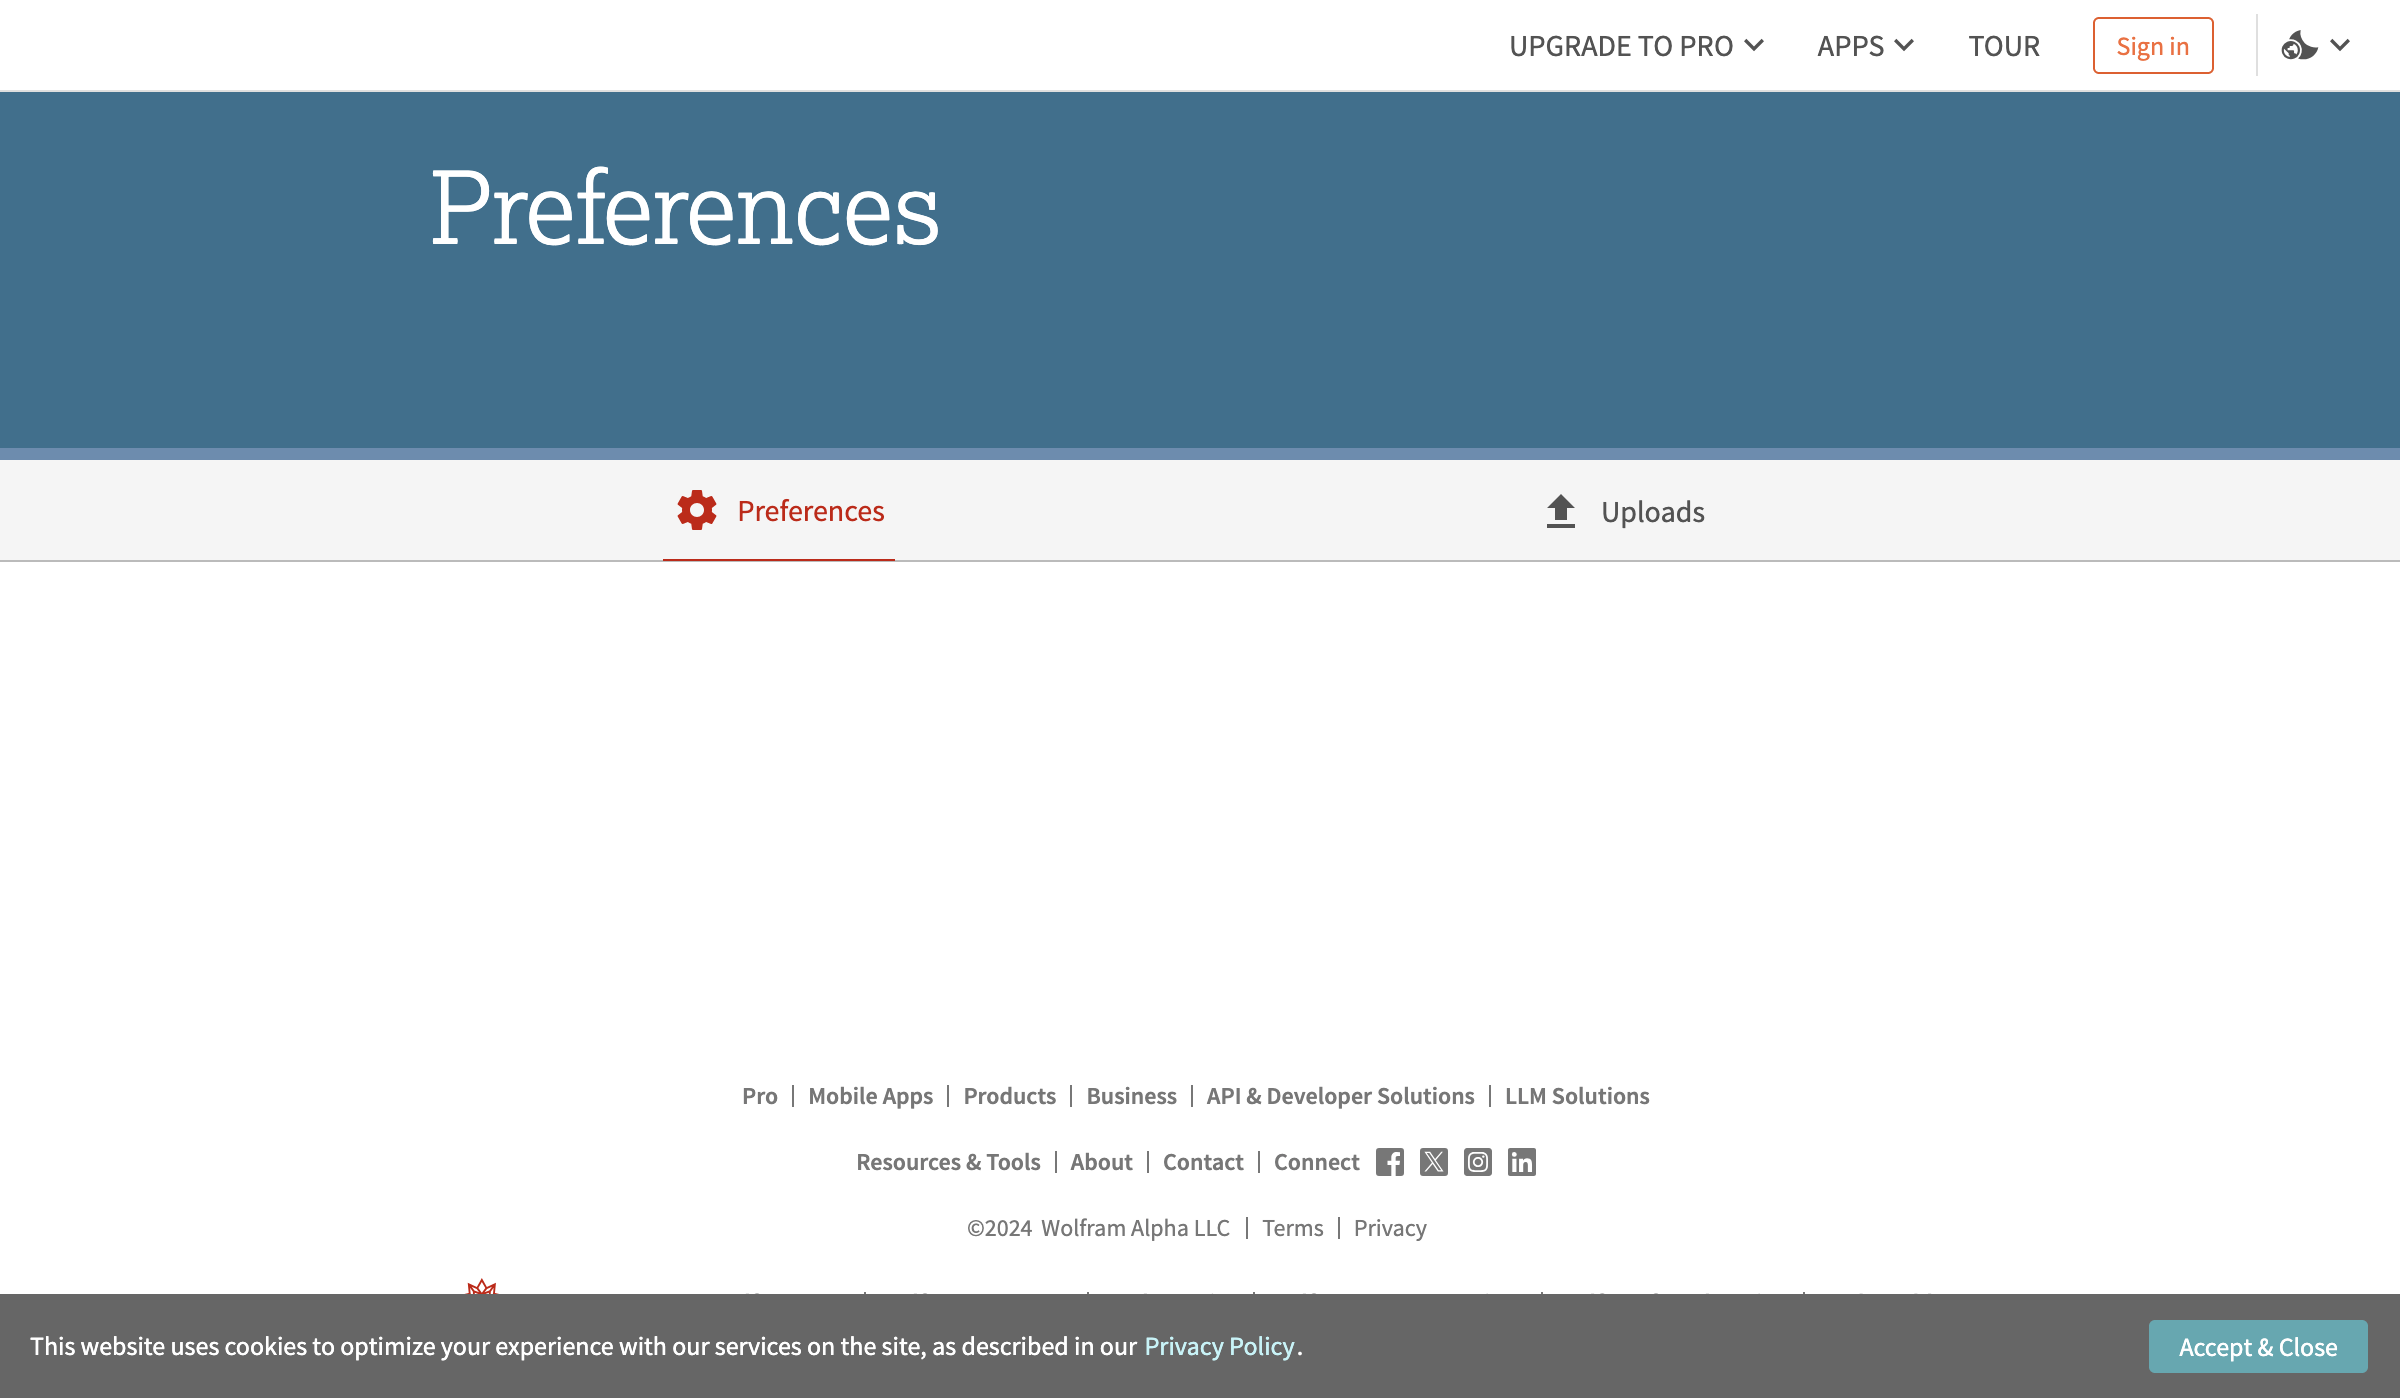 UPGRADE TO PRO APPS TOUR Sign in
Preferences
Preferences Uploads
Pro | Mobile Apps | Products | Business | API & Developer Solutions | LLM Solutions
Resources & Tools | About | Contact | Connect
©2024 Wolfram Alpha LLC | Terms | Privacy
This website uses cookies to optimize your experience with our services on the site, as described in our Privacy Policy. Accept & Close